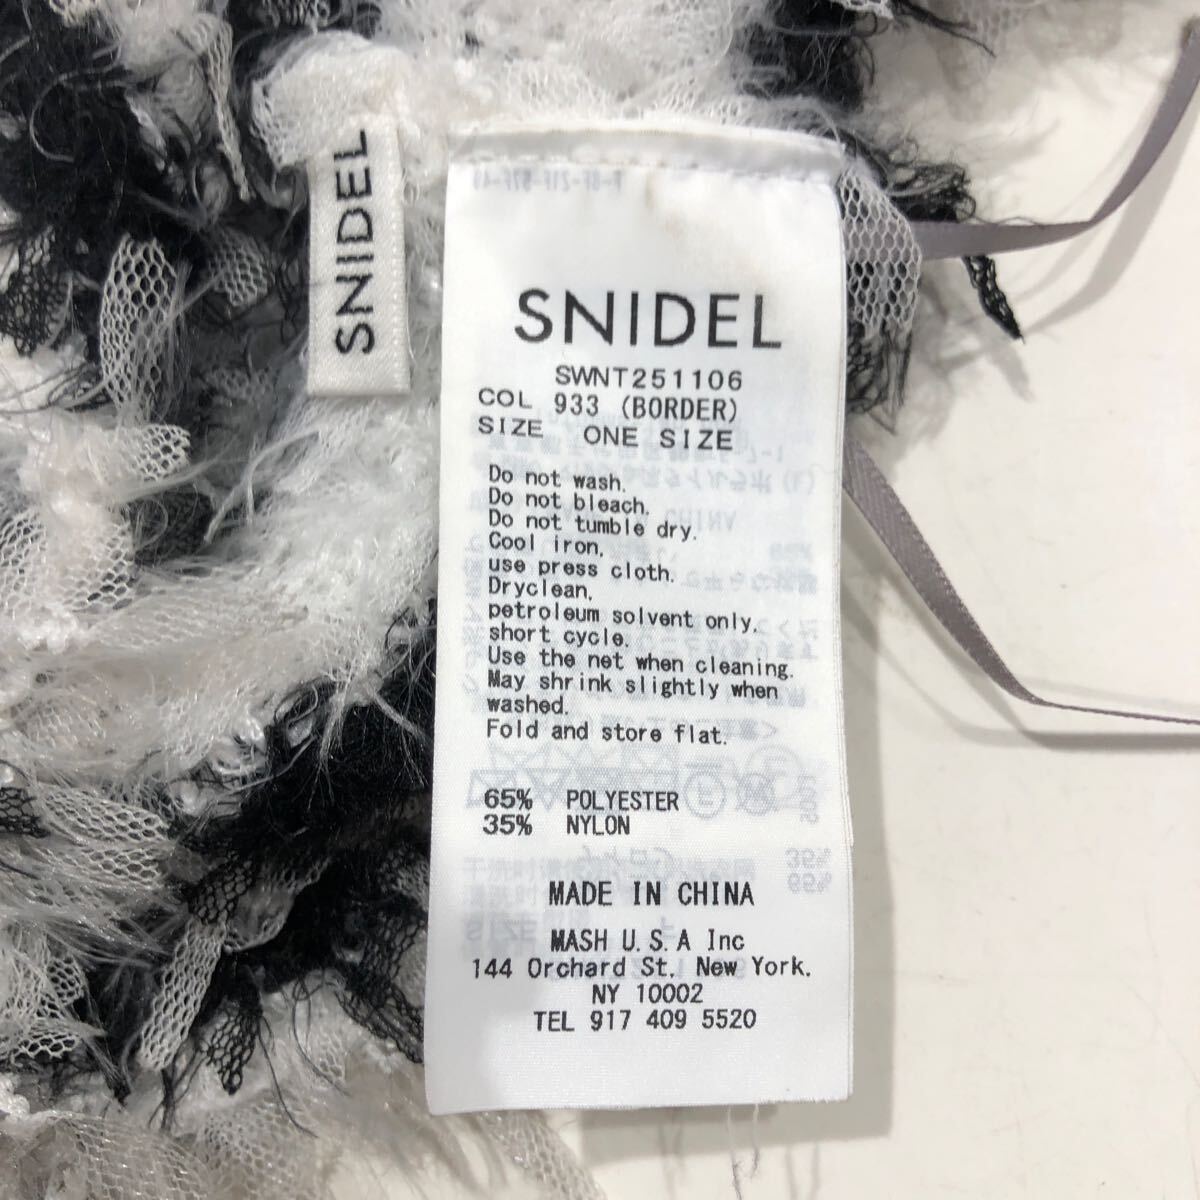 SNIDEL
SNIDEL
SWNT251106
COL 933 (BORDER)
SIZE ONE SIZE
Do not wash.
Do not bleach.
Do not tumble dry.
Cool iron,
use press cloth.
Dryclean,
petroleum solvent only,
short cycle.
Use the net when cleaning.
May shrink slightly when
washed.
Fold and store flat.
65% POLYESTER
35% NYLON
MADE IN CHINA
MASH U.S.A Inc
144 Orchard St, New York,
NY 10002
TEL 917 409 5520